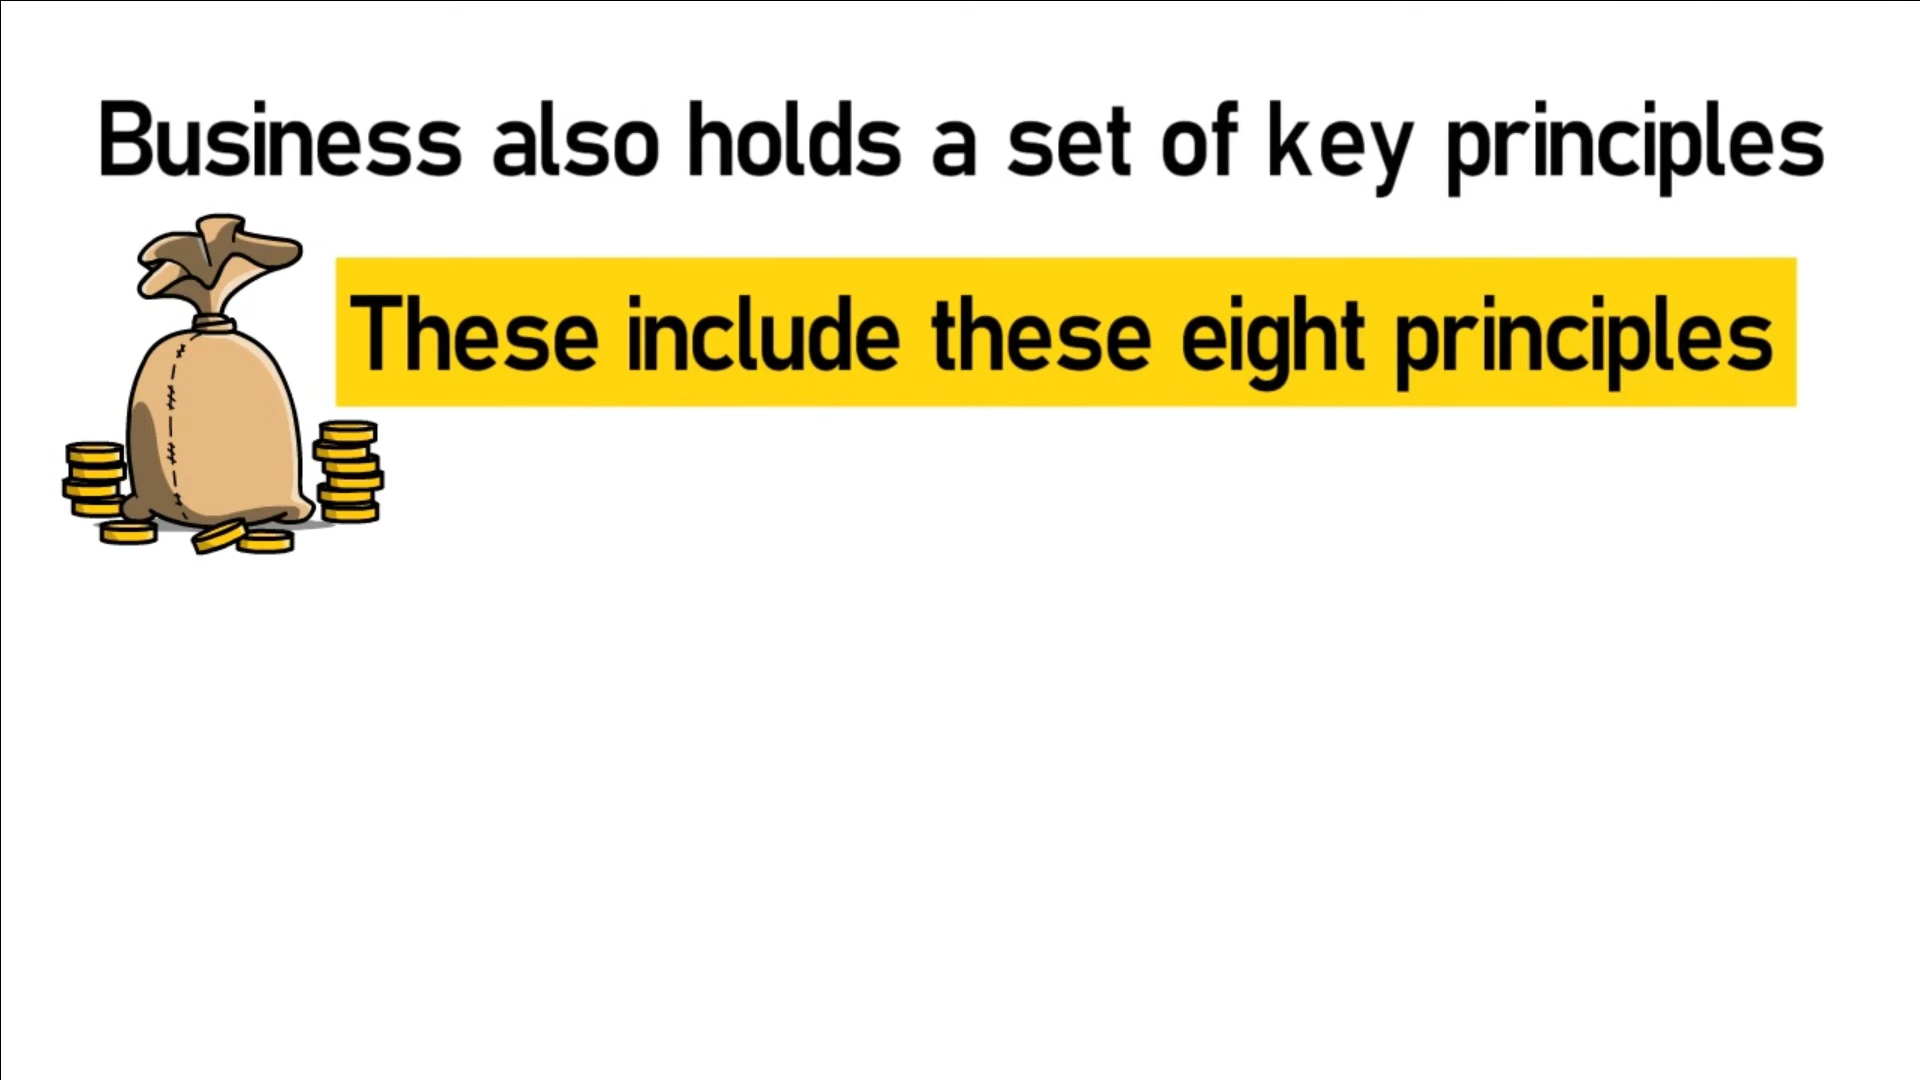 Business also holds a set of key principles
These include these eight principles